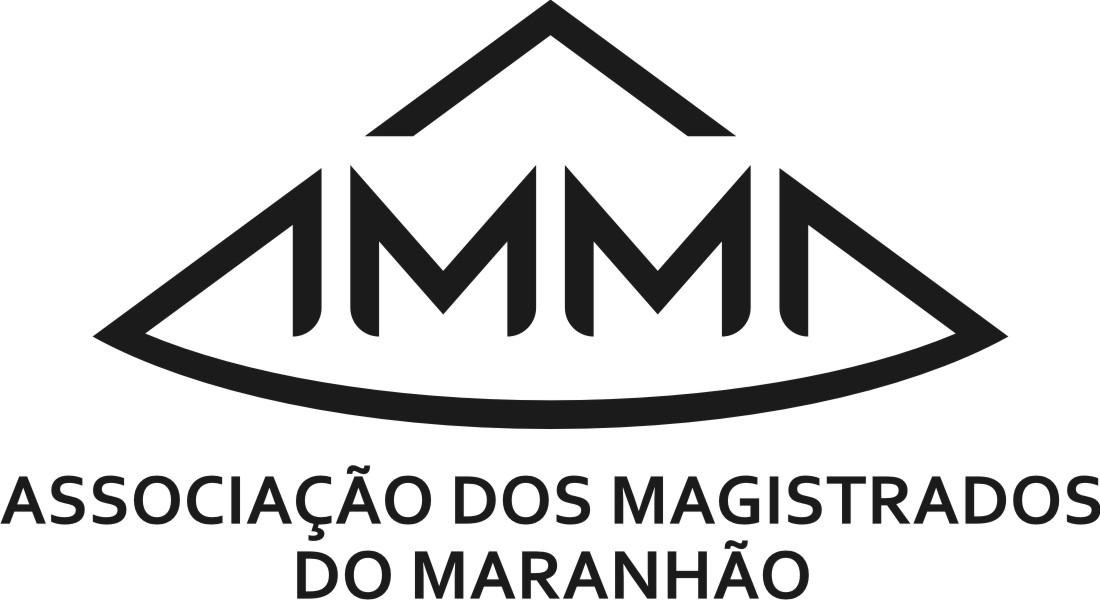 AMMA
ASSOCIAÇÃO DOS MAGISTRADOS
DO MARANHÃO